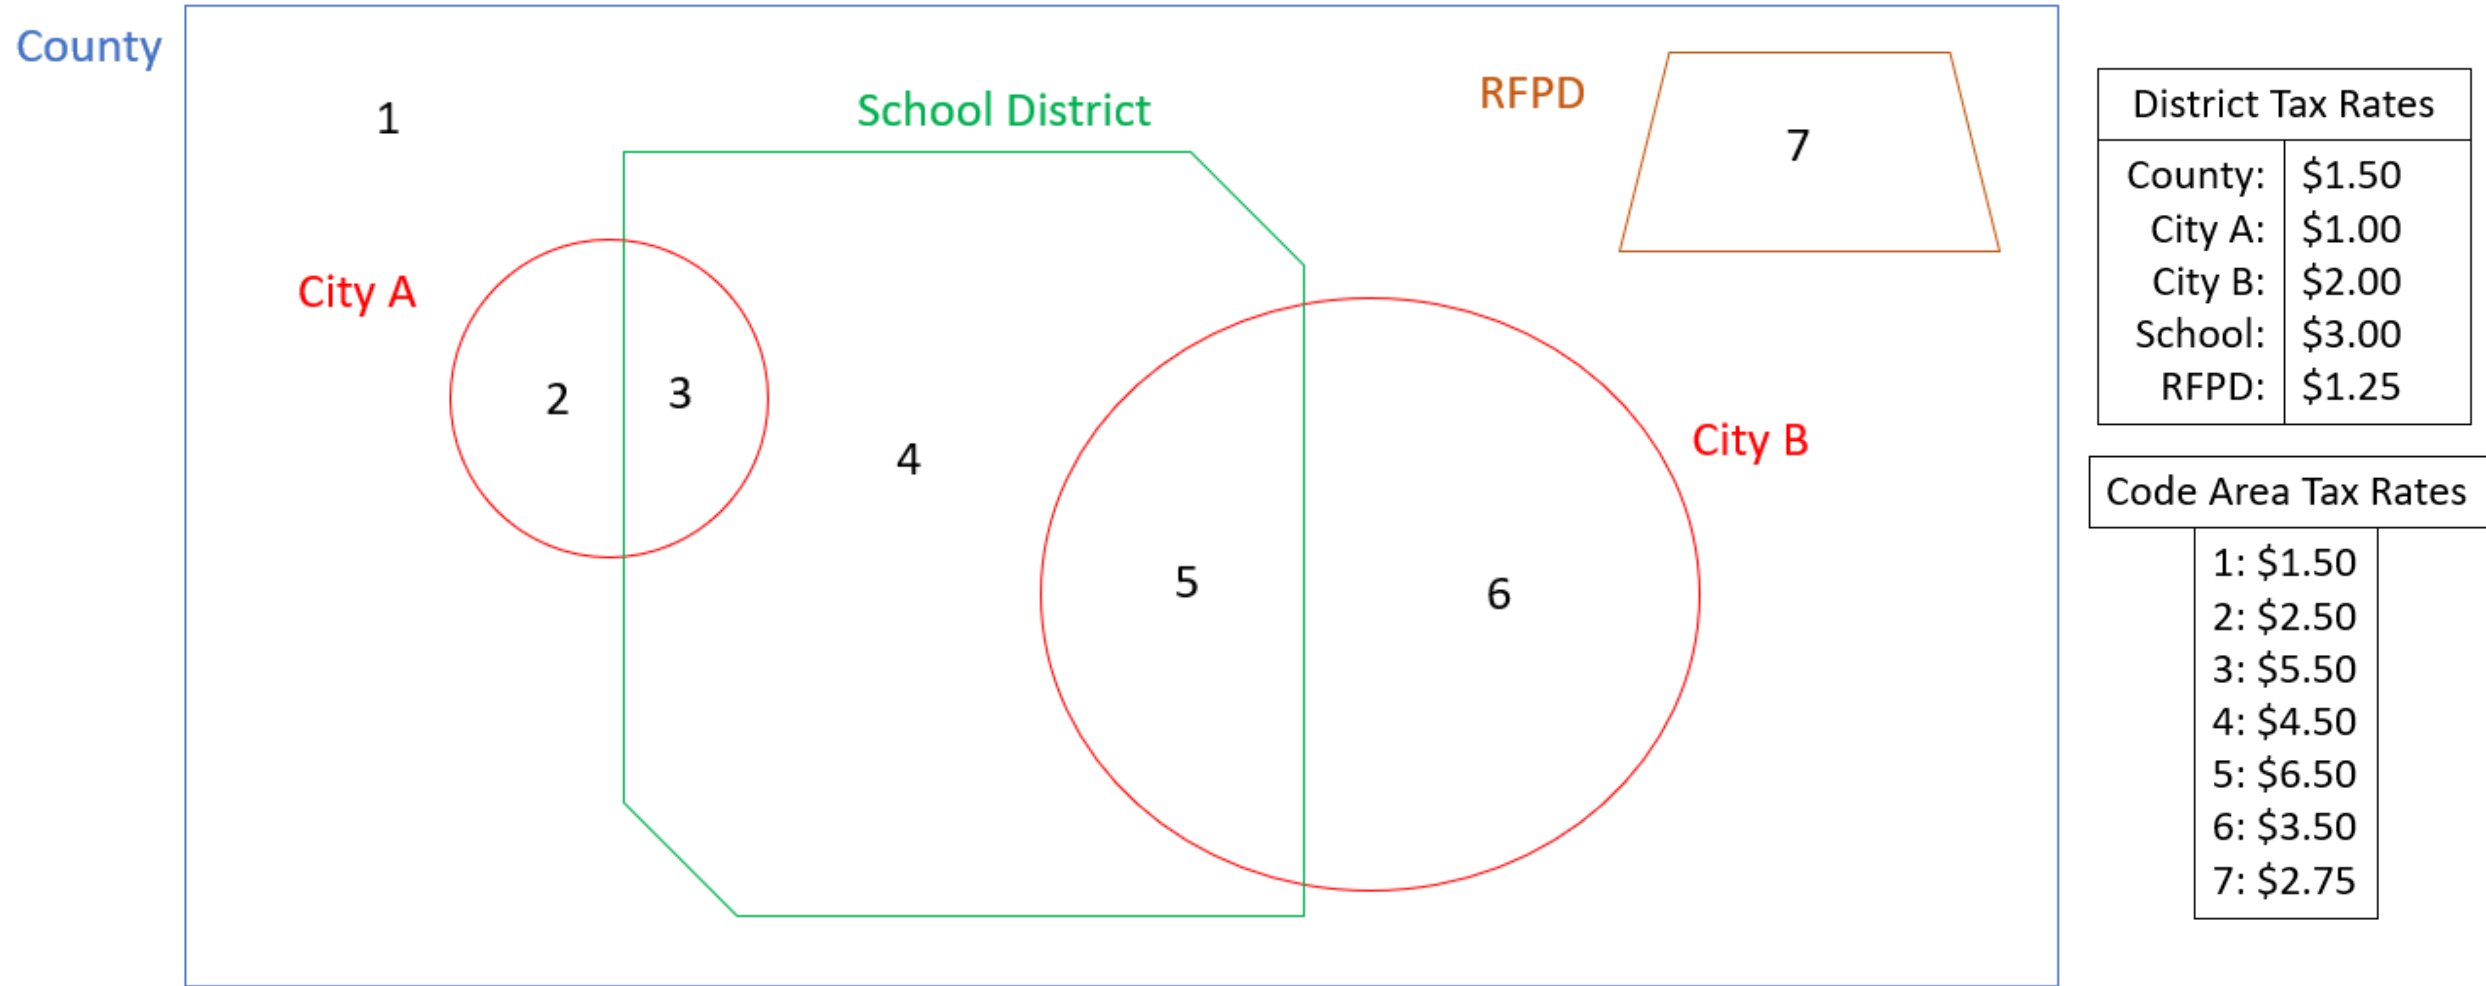 County
1
School District
RFPD
7
City A
2
3
4
City B
5
6
District Tax Rates
County: $1.50
City A: $1.00
City B: $2.00
School: $3.00
RFPD: $1.25
Code Area Tax Rates
1: $1.50
2: $2.50
3: $5.50
4: $4.50
5: $6.50
6: $3.50
7: $2.75